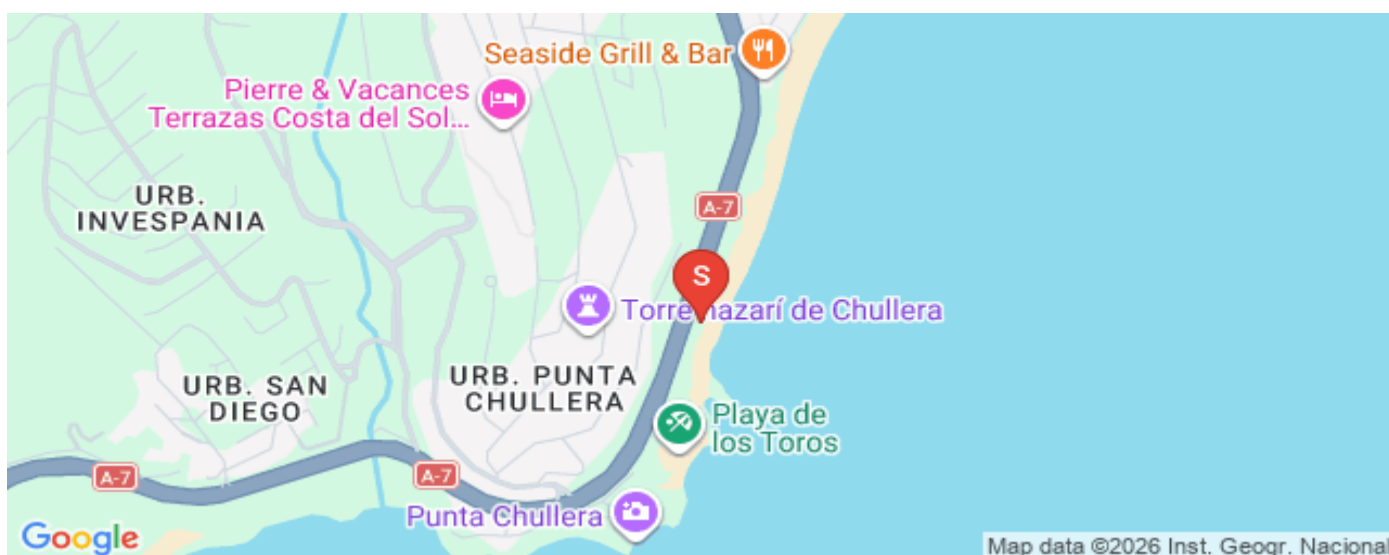 Seaside Grill & Bar
Pierre & Vacances
Terrazas Costa del Sol...
A-7
URB.
INVESPANIA
S
Torre nazarí de Chullera
URB. SAN
DIEGO
URB. PUNTA
CHULLERA
Playa de
los Toros
A-7
A-7
Punta Chullera
Google
Map data ©2026 Inst. Geogr. Nacional